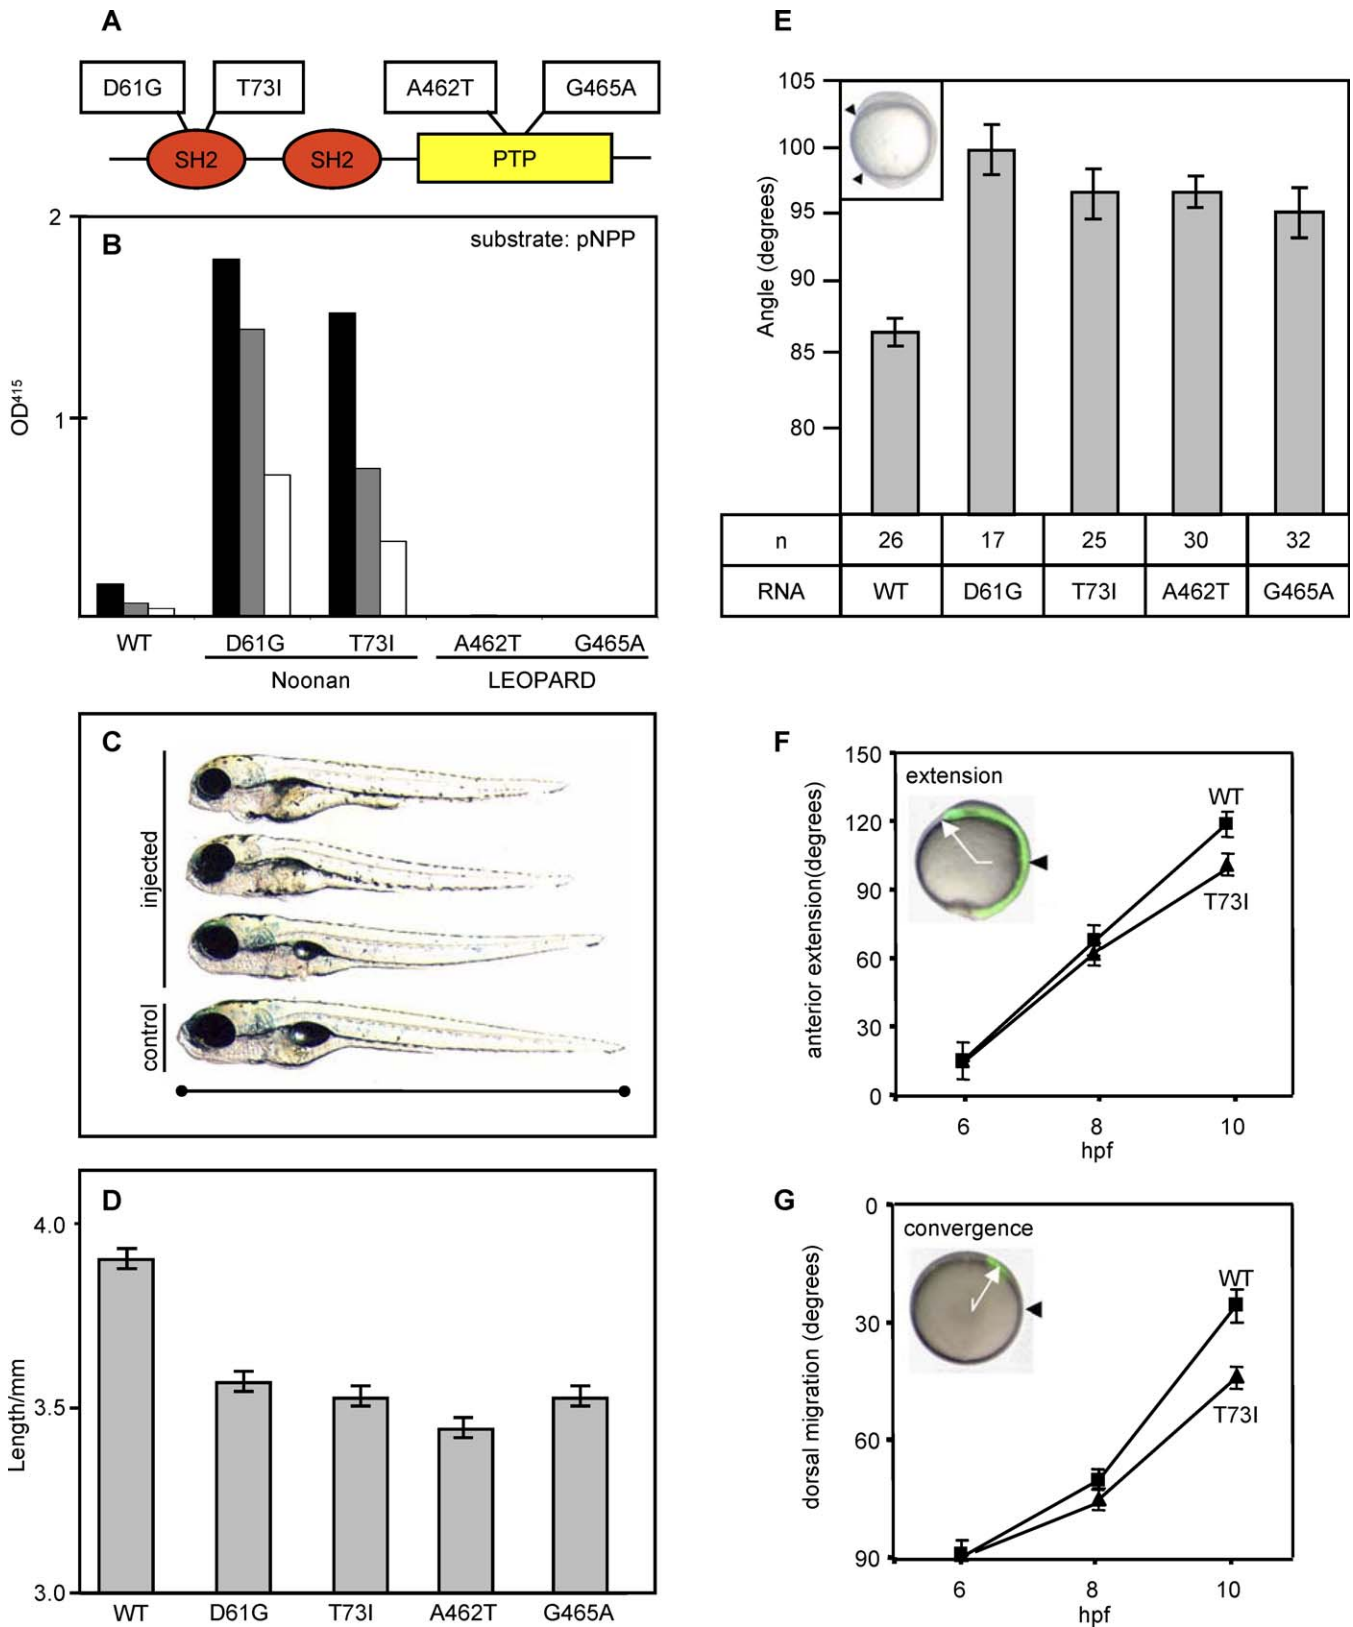 A
D61G T73I A462T G465A
SH2 SH2 PTP
B
substrate: pNPP
2
1
OD415
WT D61G T73I A462T G465A
Noonan LEOPARD
C
injected
control
D
4.0
3.5
3.0
Length/mm
WT D61G T73I A462T G465A
E
105
100
95
90
85
80
Angle (degrees)
n 26 17 25 30 32
RNA WT D61G T73I A462T G465A
F
extension
150
120
90
60
30
0
anterior extension(degrees)
WT
T73I
6 8 10
hpf
G
convergence
0
30
60
90
dorsal migration (degrees)
WT
T73I
6 8 10
hpf